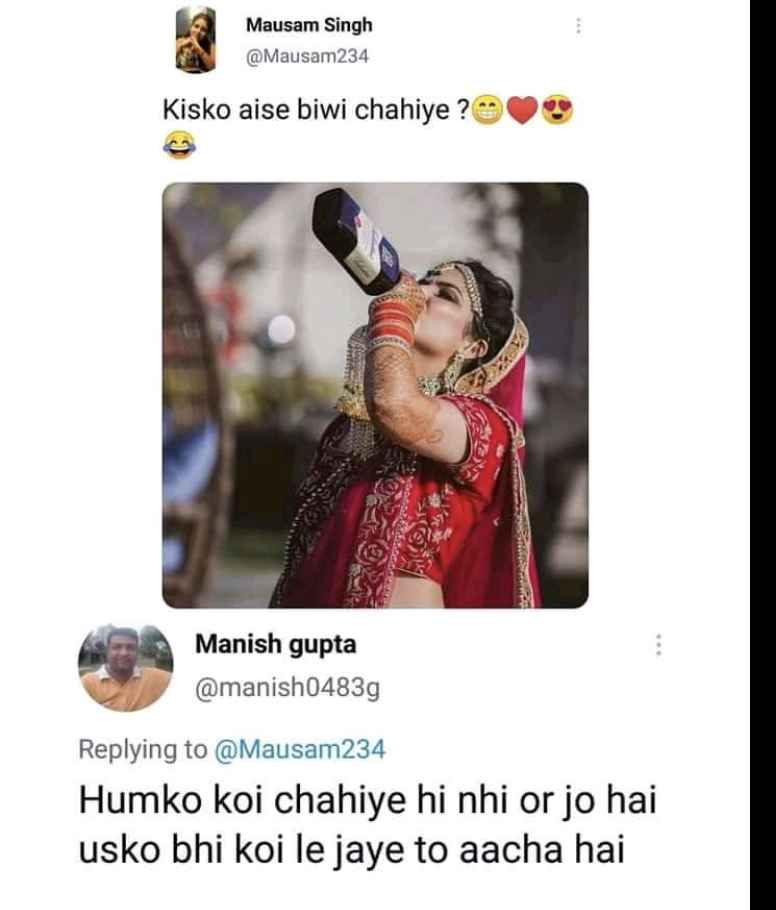 Mausam Singh
@Mausam234
Kisko aise biwi chahiye ?😁♥️😍
😂
Manish gupta
@manish0483g
Replying to @Mausam234
Humko koi chahiye hi nhi or jo hai
usko bhi koi le jaye to aacha hai